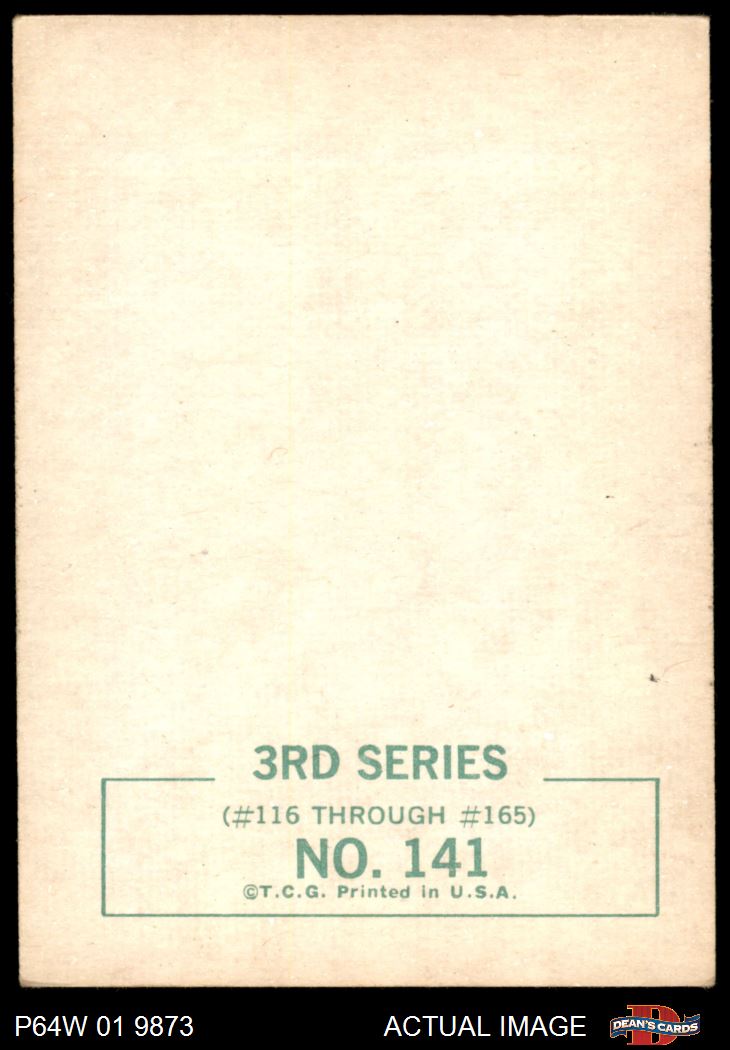 3RD SERIES
(#116 THROUGH #165)
NO. 141
©T.C.G. Printed in U.S.A.
P64W 01 9873
ACTUAL IMAGE
DEAN'S CARDS